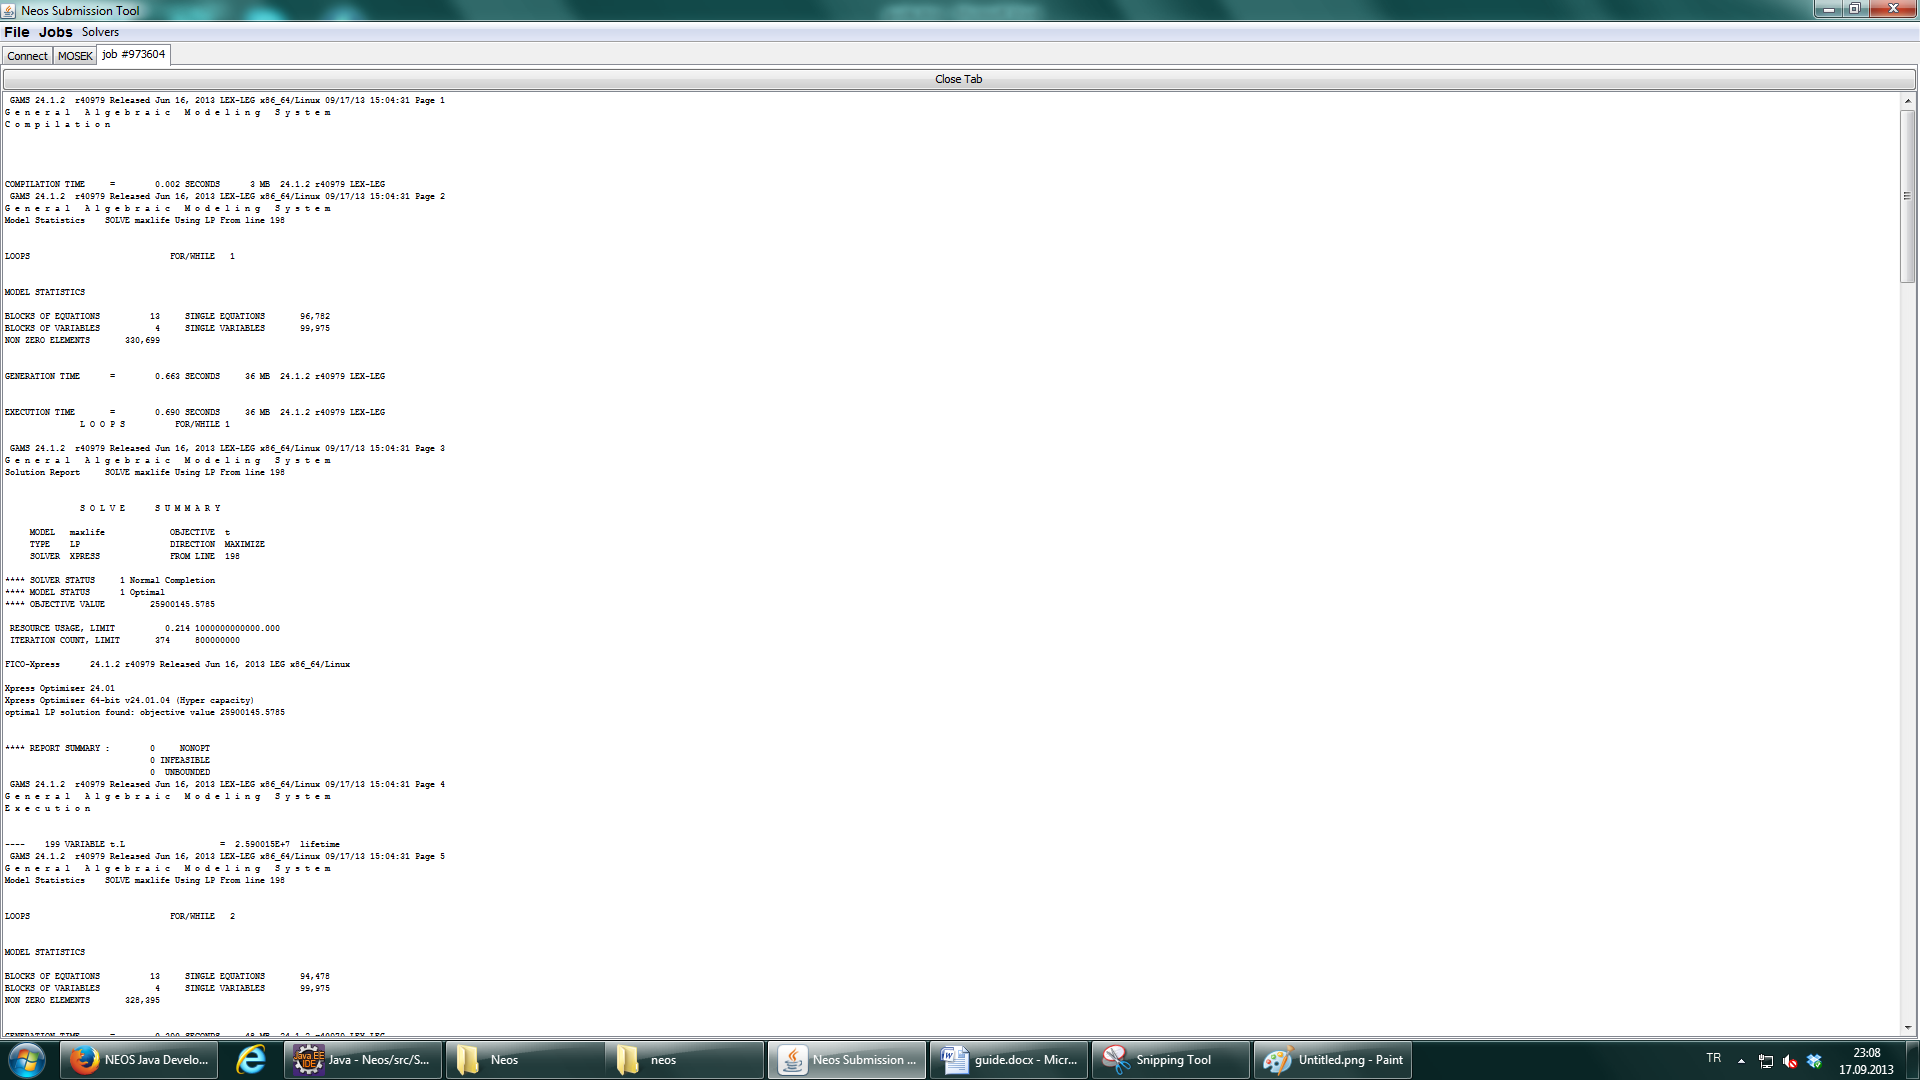 Neos Submission Tool
File Jobs Solvers
Connect MOSEK job #973604
Close Tab
GAMS 24.1.2 r40979 Released Jun 16, 2013 LEX-LEG x86_64/Linux 09/17/13 15:04:31 Page 1
G e n e r a l A l g e b r a i c M o d e l i n g S y s t e m
C o m p i l a t i o n
COMPILATION TIME = 0.002 SECONDS 3 MB 24.1.2 r40979 LEX-LEG
GAMS 24.1.2 r40979 Released Jun 16, 2013 LEX-LEG x86_64/Linux 09/17/13 15:04:31 Page 2
G e n e r a l A l g e b r a i c M o d e l i n g S y s t e m
Model Statistics SOLVE maxlife Using LP From line 198
LOOPS FOR/WHILE 1
MODEL STATISTICS
BLOCKS OF EQUATIONS 13 SINGLE EQUATIONS 96,782
BLOCKS OF VARIABLES 4 SINGLE VARIABLES 99,975
NON ZERO ELEMENTS 330,699
GENERATION TIME = 0.663 SECONDS 36 MB 24.1.2 r40979 LEX-LEG
EXECUTION TIME = 0.690 SECONDS 36 MB 24.1.2 r40979 LEX-LEG
L O O P S FOR/WHILE 1
GAMS 24.1.2 r40979 Released Jun 16, 2013 LEX-LEG x86_64/Linux 09/17/13 15:04:31 Page 3
G e n e r a l A l g e b r a i c M o d e l i n g S y s t e m
Solution Report SOLVE maxlife Using LP From line 198
S O L V E S U M M A R Y
MODEL maxlife OBJECTIVE t
TYPE LP DIRECTION MAXIMIZE
SOLVER XPRESS FROM LINE 198
**** SOLVER STATUS 1 Normal Completion
**** MODEL STATUS 1 Optimal
**** OBJECTIVE VALUE 25900145.5785
RESOURCE USAGE, LIMIT 0.214 1000000000000.000
ITERATION COUNT, LIMIT 374 800000000
FICO-Xpress 24.1.2 r40979 Released Jun 16, 2013 LEG x86_64/Linux
Xpress Optimizer 24.01
Xpress Optimizer 64-bit v24.01.04 (Hyper capacity)
optimal LP solution found: objective value 25900145.5785
**** REPORT SUMMARY : 0 NONOPT
0 INFEASIBLE
0 UNBOUNDED
GAMS 24.1.2 r40979 Released Jun 16, 2013 LEX-LEG x86_64/Linux 09/17/13 15:04:31 Page 4
G e n e r a l A l g e b r a i c M o d e l i n g S y s t e m
E x e c u t i o n
---- 199 VARIABLE t.L = 2.590015E+7 lifetime
GAMS 24.1.2 r40979 Released Jun 16, 2013 LEX-LEG x86_64/Linux 09/17/13 15:04:31 Page 5
G e n e r a l A l g e b r a i c M o d e l i n g S y s t e m
Model Statistics SOLVE maxlife Using LP From line 198
LOOPS FOR/WHILE 2
MODEL STATISTICS
BLOCKS OF EQUATIONS 13 SINGLE EQUATIONS 94,478
BLOCKS OF VARIABLES 4 SINGLE VARIABLES 99,975
NON ZERO ELEMENTS 328,395
GENERATION TIME = SECONDS MB 24.1.2 r40979 LEX-LEG
NEOS Java Develo... Java - Neos/src/S... Neos neos Neos Submission ... guide.docx - Micr... Snipping Tool Untitled.png - Paint TR 23:08
17.09.2013